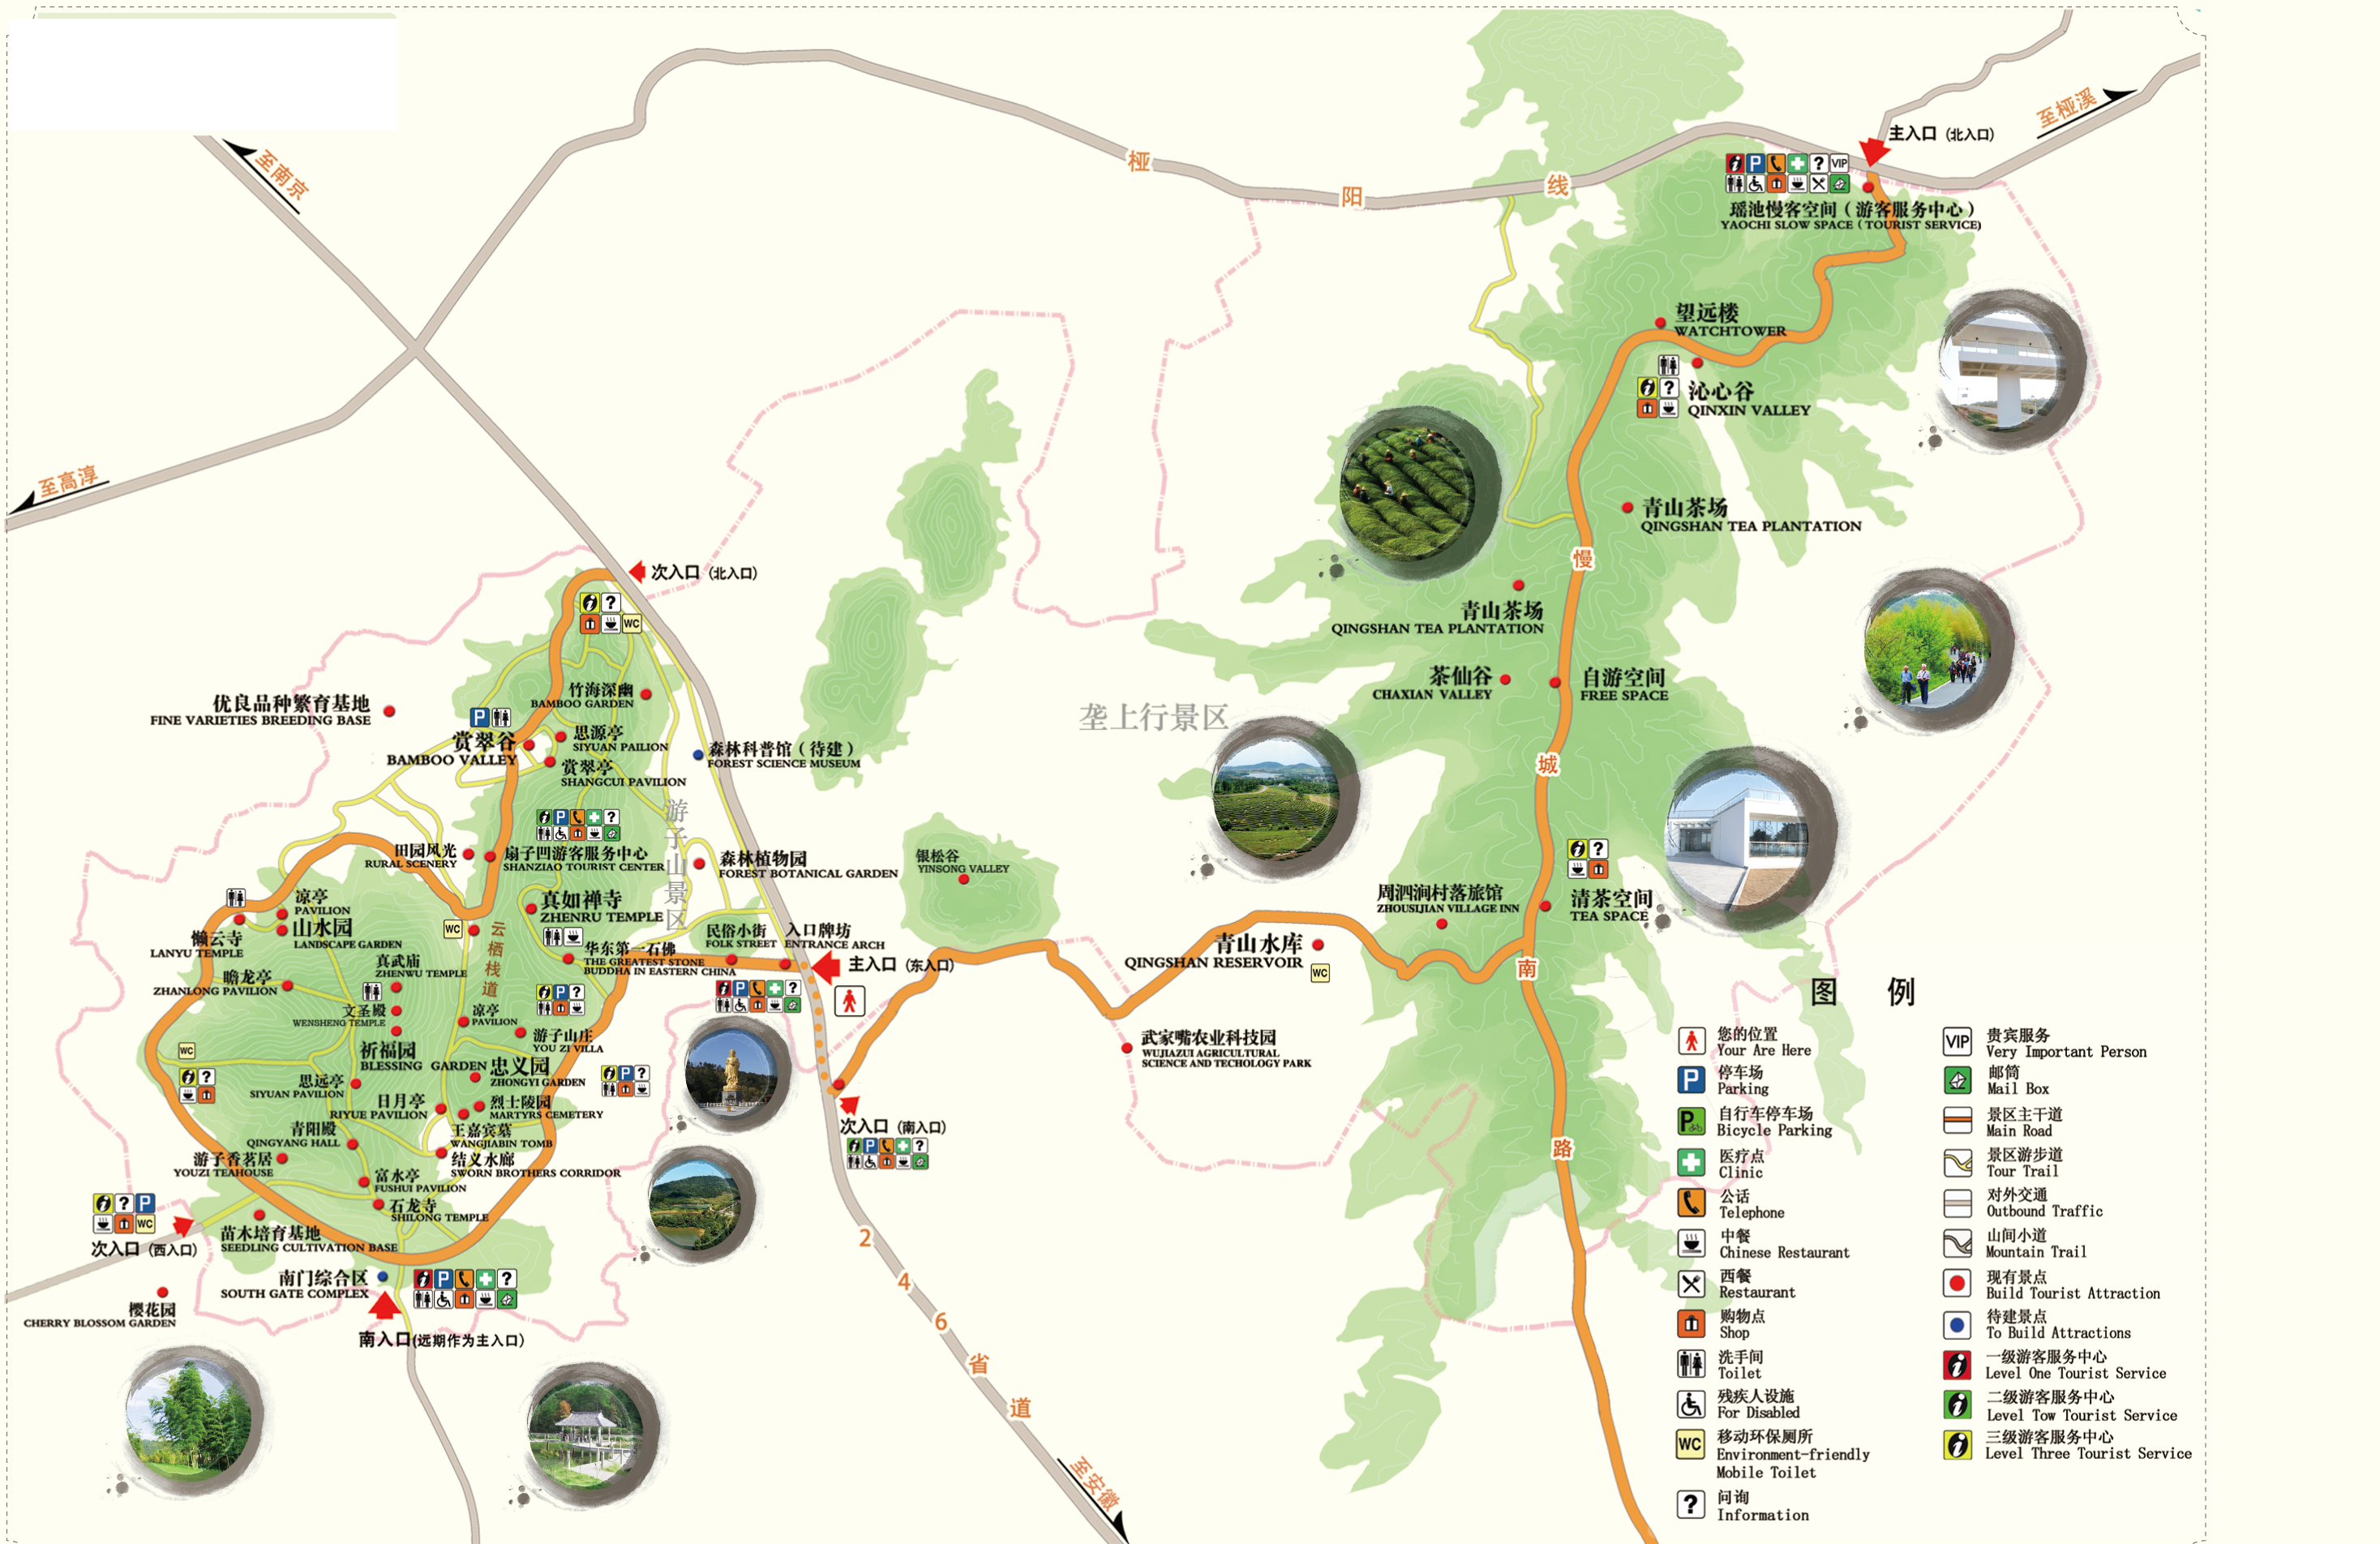 至南京
至高淳
桠
阳
线
主入口 (北入口)
至桠溪
VIP
瑶池慢客空间（游客服务中心）
YAOCHI SLOW SPACE ( TOURIST SERVICE)
望远楼
WATCHTOWER
沁心谷
QINXIN VALLEY
青山茶场
QINGSHAN TEA PLANTATION
慢
青山茶场
QINGSHAN TEA PLANTATION
茶仙谷
CHAXIAN VALLEY
自游空间
FREE SPACE
垄上行景区
城
清茶空间
TEA SPACE
周泗涧村落旅馆
ZHOUSIJIAN VILLAGE INN
青山水库
QINGSHAN RESERVOIR
WC
南
路
武家嘴农业科技园
WUJIAZUI AGRICULTURAL
SCIENCE AND TECHOLOGY PARK
银松谷
YINSONG VALLEY
次入口 (北入口)
WC
优良品种繁育基地
FINE VARIETIES BREEDING BASE
竹海深幽
BAMBOO GARDEN
思源亭
SIYUAN PAILION
赏翠谷
BAMBOO VALLEY
赏翠亭
SHANGCUI PAVILION
森林科普馆（待建）
FOREST SCIENCE MUSEUM
游子山景区
田园风光
RURAL SCENERY
扇子凹游客服务中心
SHANZIAO TOURIST CENTER
森林植物园
FOREST BOTANICAL GARDEN
凉亭
PAVILION
山水园
LANDSCAPE GARDEN
懒云寺
LANYU TEMPLE
WC
云栖栈道
真如禅寺
ZHENRU TEMPLE
华东第一石佛
THE GREATEST STONE
BUDDHA IN EASTERN CHINA
民俗小街
FOLK STREET
入口牌坊
ENTRANCE ARCH
主入口 (东入口)
真武庙
ZHENWU TEMPLE
瞻龙亭
ZHANLONG PAVILION
文圣殿
WENSHENG TEMPLE
凉亭
PAVILION
游子山庄
YOU ZI VILLA
WC
祈福园
BLESSING GARDEN
忠义园
ZHONGYI GARDEN
思远亭
SIYUAN PAVILION
日月亭
RIYUE PAVILION
烈士陵园
MARTYRS CEMETERY
青阳殿
QINGYANG HALL
王嘉宾墓
WANGJIABIN TOMB
游子香茗居
YOUZI TEAHOUSE
结义水廊
SWORN BROTHERS CORRIDOR
富水亭
FUSHUI PAVILION
石龙寺
SHILONG TEMPLE
WC
次入口 (西入口)
苗木培育基地
SEEDLING CULTIVATION BASE
南门综合区
SOUTH GATE COMPLEX
樱花园
CHERRY BLOSSOM GARDEN
南入口(远期作为主入口)
次入口 (南入口)
2
4
6
省
道
至安徽
图 例
您的位置
Your Are Here
停车场
Parking
自行车停车场
Bicycle Parking
医疗点
Clinic
公话
Telephone
中餐
Chinese Restaurant
西餐
Restaurant
购物点
Shop
洗手间
Toilet
残疾人设施
For Disabled
WC
移动环保厕所
Environment-friendly
Mobile Toilet
问询
Information
VIP
贵宾服务
Very Important Person
邮筒
Mail Box
景区主干道
Main Road
景区游步道
Tour Trail
对外交通
Outbound Traffic
山间小道
Mountain Trail
现有景点
Build Tourist Attraction
待建景点
To Build Attractions
一级游客服务中心
Level One Tourist Service
二级游客服务中心
Level Tow Tourist Service
三级游客服务中心
Level Three Tourist Service